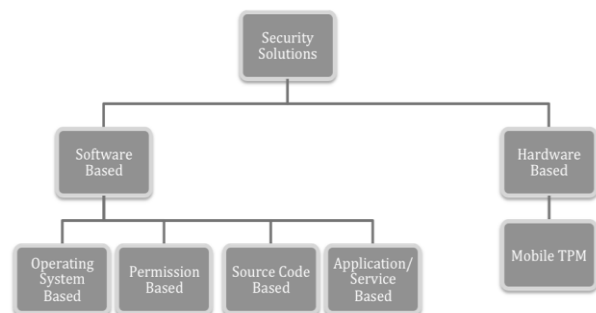 Security
Solutions
Software
Based
Hardware
Based
Operating
System
Based
Permission
Based
Source Code
Based
Application/
Service
Based
Mobile TPM